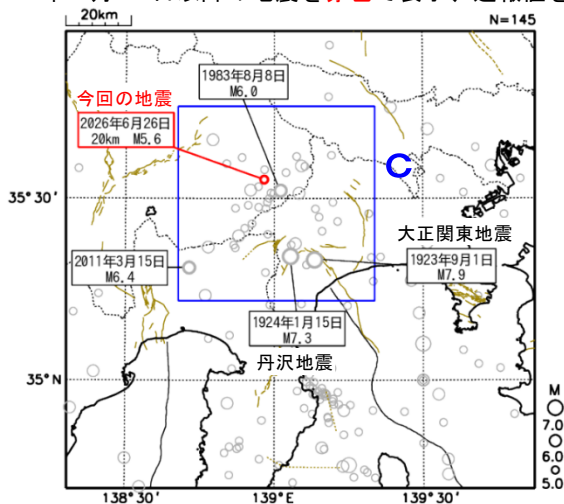 20km
N=145
1983年8月8日
M6.0
今回の地震
2026年6月26日
20km M5.6
C
35°30′
大正関東地震
2011年3月15日
M6.4
1923年9月1日
M7.9
1924年1月15日
M7.3
丹沢地震
35°N
M
7.0
6.0
5.0
138°30′
139°E
139°30′